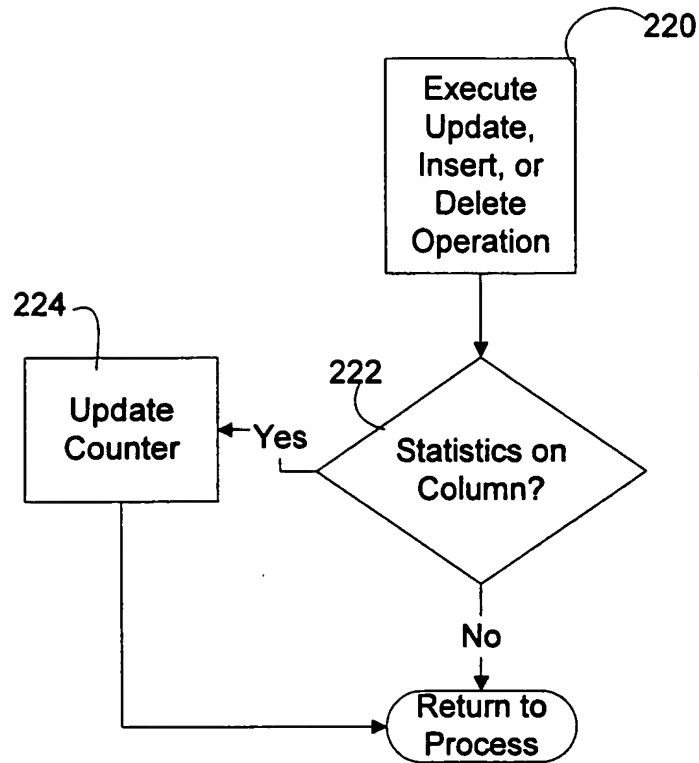 220
Execute
Update,
Insert, or
Delete
Operation
224
222
Update
Counter
Yes
Statistics on
Column?
No
Return to
Process